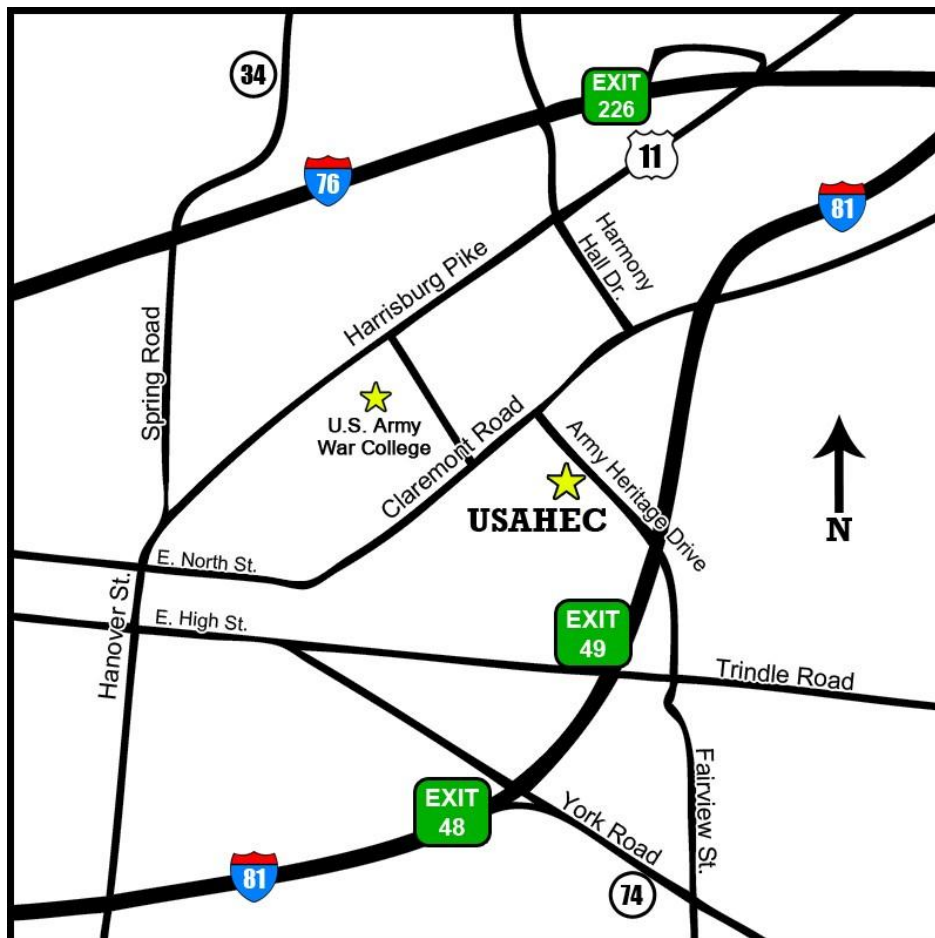 34
EXIT
226
11
76
81
Harmony
Hall Dr.
Harrisburg Pike
Spring Road
U.S. Army
War College
Claremont Road
Army Heritage Drive
USAHEC
N
E. North St.
E. High St.
Hanover St.
EXIT
49
Trindle Road
Fairview St.
EXIT
48
York Road
81
74